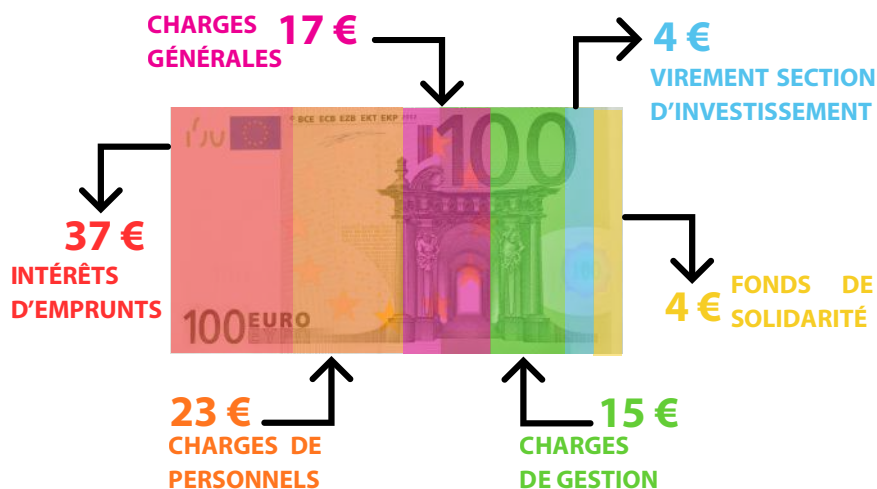 CHARGES
GÉNÉRALES
17 €
4 €
VIREMENT SECTION
D'INVESTISSEMENT
BCE ECB EZB EKT EKP
100
37 €
INTÉRÊTS
D'EMPRUNTS
100 EURO
4 €
FONDS DE
SOLIDARITÉ
23 €
CHARGES DE
PERSONNELS
15 €
CHARGES
DE GESTION